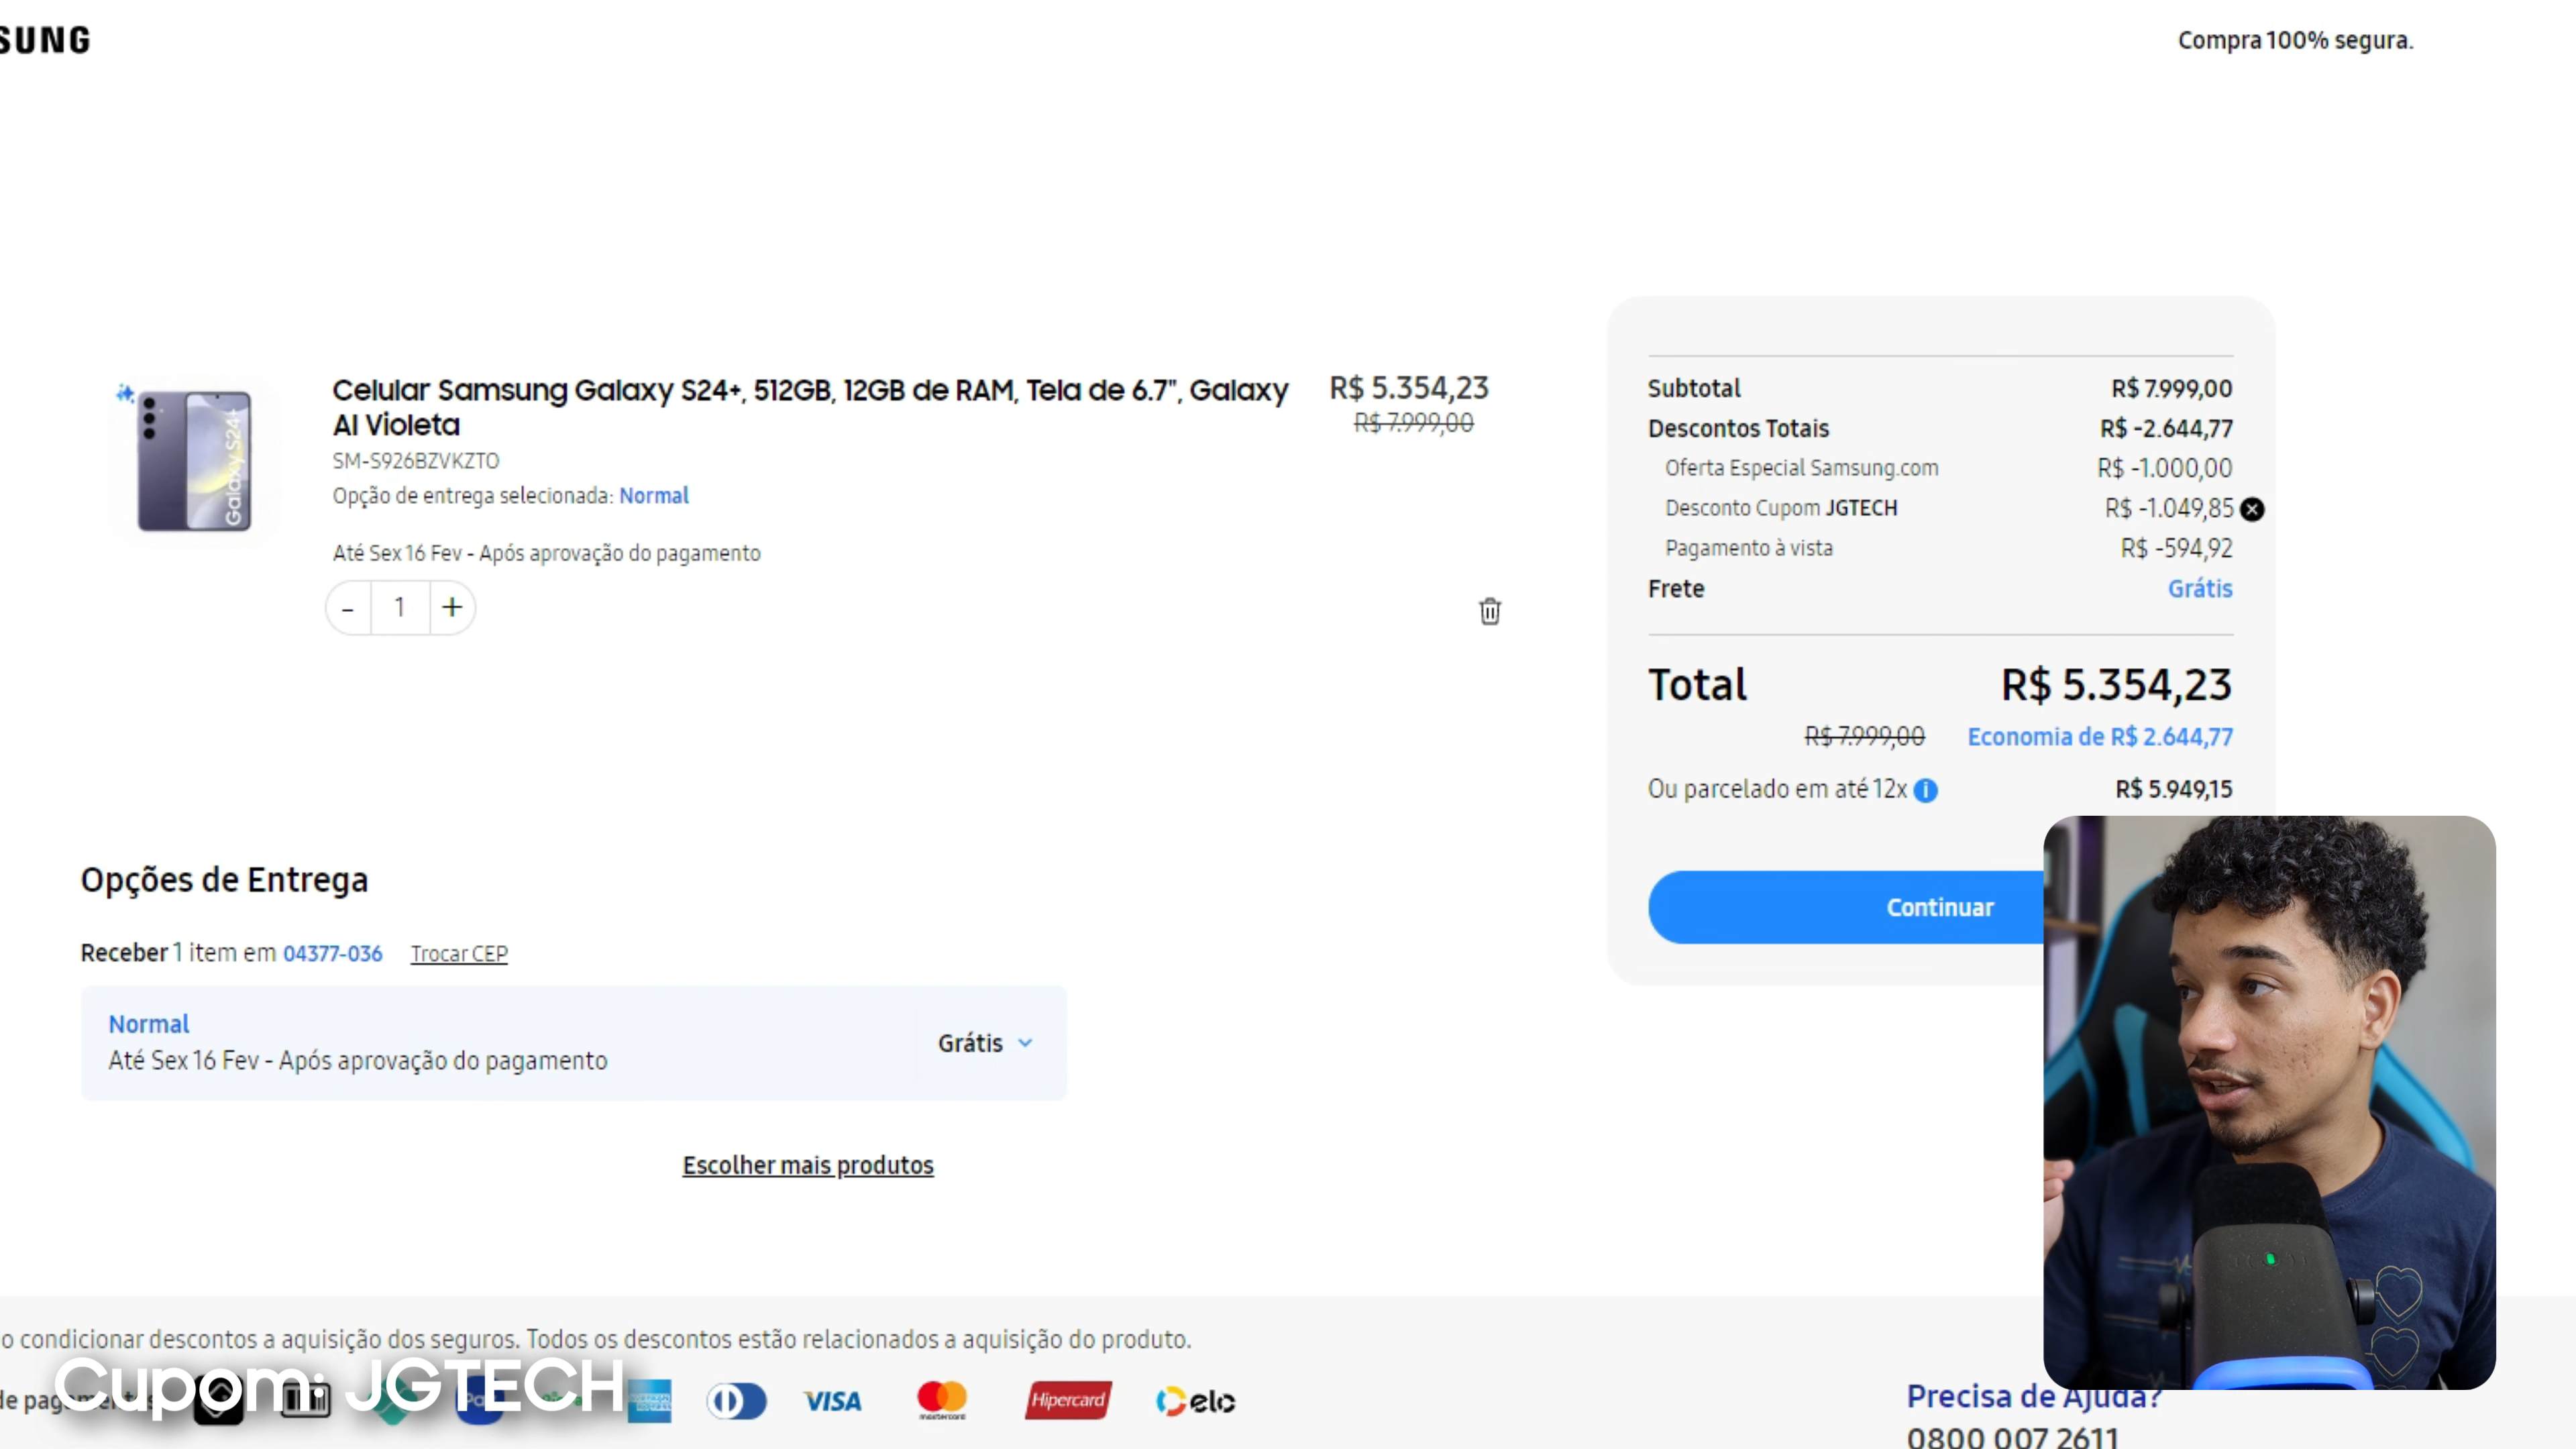 SUNG
Compra 100% segura.
Galaxy S24+
Celular Samsung Galaxy S24+, 512GB, 12GB de RAM, Tela de 6.7", Galaxy
AI Violeta
R$ 5.354,23
R$ 7.999,00
SM-S926BZVKZTO
Opção de entrega selecionada: Normal
Até Sex 16 Fev - Após aprovação do pagamento
- 1 +
Subtotal R$ 7.999,00
Descontos Totais R$ -2.644,77
Oferta Especial Samsung.com R$ -1.000,00
Desconto Cupom JGTECH R$ -1.049,85
Pagamento à vista R$ -594,92
Frete Grátis
Total R$ 5.354,23
R$ 7.999,00 Economia de R$ 2.644,77
Ou parcelado em até 12x R$ 5.949,15
Continuar
Opções de Entrega
Receber 1 item em 04377-036 Trocar CEP
Normal
Até Sex 16 Fev - Após aprovação do pagamento
Grátis
Escolher mais produtos
o condicionar descontos a aquisição dos seguros. Todos os descontos estão relacionados a aquisição do produto.
Cupom: JGTECH
VISA
mastercard
Hipercard
elo
Precisa de Ajuda?
0800 007 2611